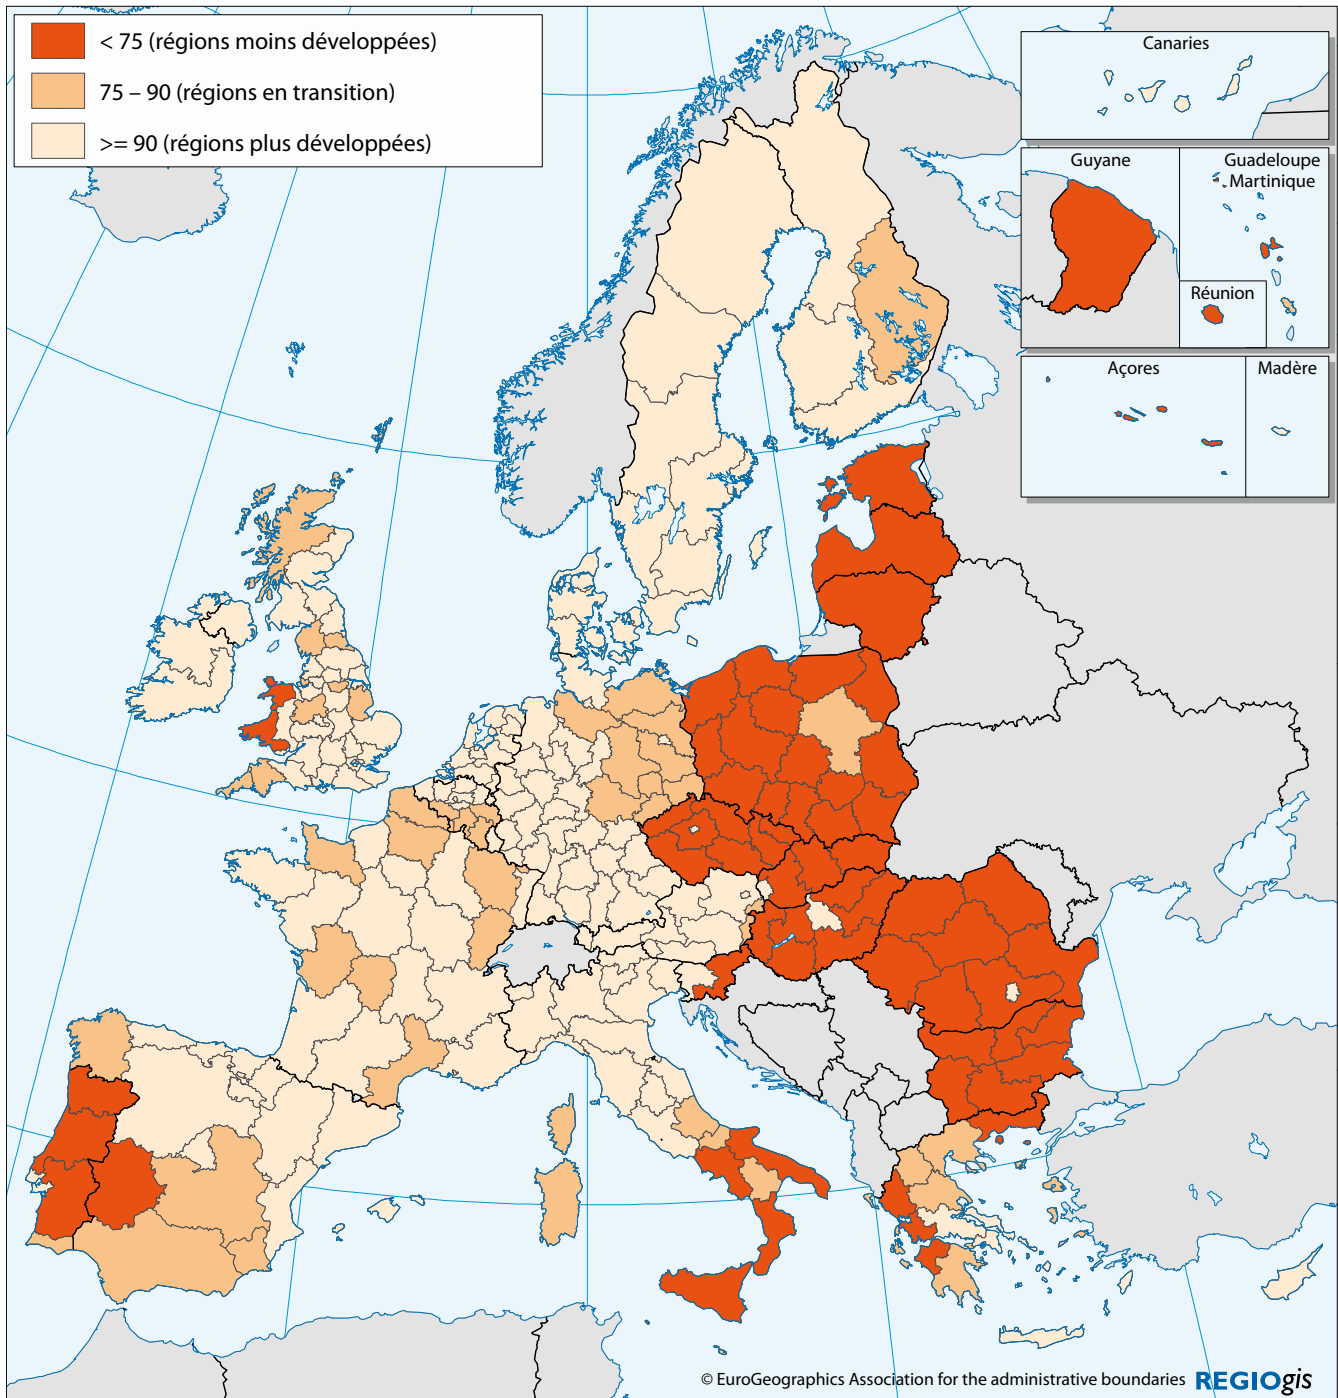 < 75 (régions moins développées)
75 – 90 (régions en transition)
>= 90 (régions plus développées)
Canaries
Guyane
Guadeloupe
Martinique
Réunion
Açores
Madère
© EuroGeographics Association for the administrative boundaries
REGIOgis